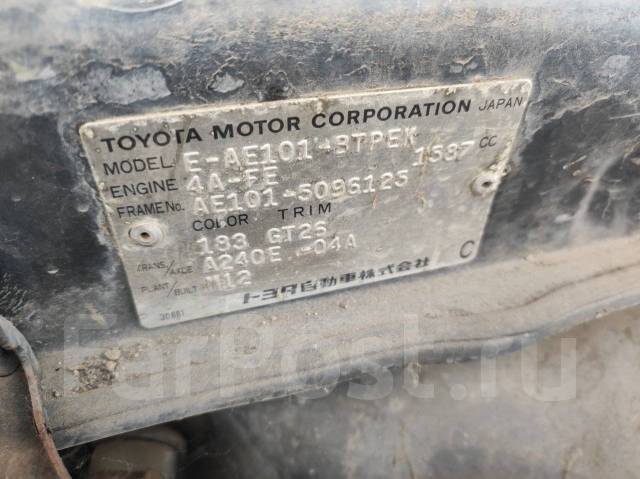 TOYOTA MOTOR CORPORATION JAPAN
MODEL E-AE101-BTPEK
ENGINE 4A-FE 1587 CC
FRAME No. AE101-5096125
COLOR TRIM
183 GT26
TRANS./AXLE A240E -04A
PLANT/BUILT M12
トヨタ自動車株式会社 C
30881
FarPost.ru